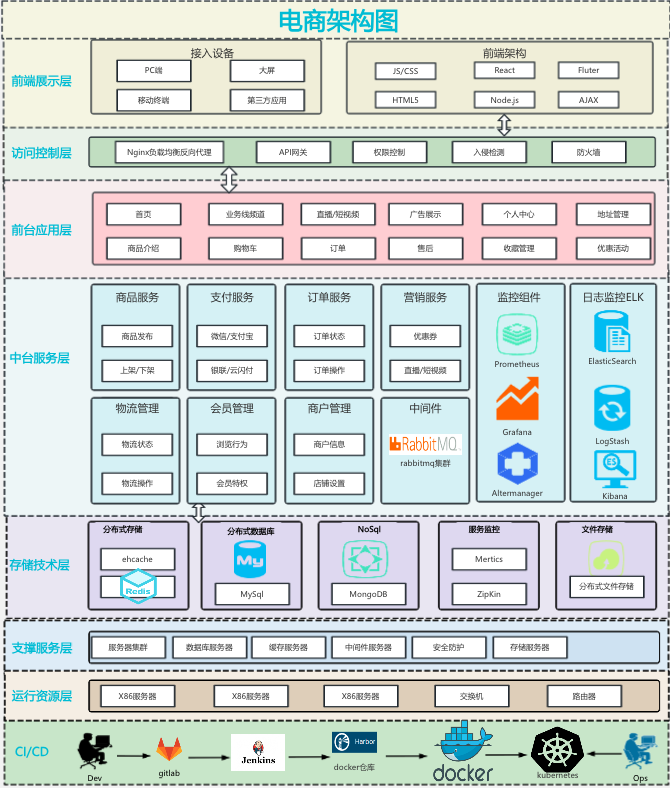 电商架构图
前端展示层
接入设备
PC端
大屏
移动终端
第三方应用
前端架构
JS/CSS
React
Fluter
HTML5
Node.js
AJAX
访问控制层
Nginx负载均衡反向代理
API网关
权限控制
入侵检测
防火墙
前台应用层
首页
业务线频道
直播/短视频
广告展示
个人中心
地址管理
商品介绍
购物车
订单
售后
收藏管理
优惠活动
中台服务层
商品服务
商品发布
上架/下架
支付服务
微信/支付宝
银联/云闪付
订单服务
订单状态
订单操作
营销服务
优惠券
直播/短视频
物流管理
物流状态
物流操作
会员管理
浏览行为
会员特权
商户管理
商户信息
店铺设置
中间件
RabbitMQ
rabbitmq集群
监控组件
Prometheus
Grafana
Altermanager
日志监控ELK
ElasticSearch
LogStash
ES
Kibana
存储技术层
分布式存储
ehcache
Redis
分布式数据库
My
MySql
NoSql
MongoDB
服务监控
Mertics
ZipKin
文件存储
分布式文件存储
支撑服务层
服务器集群
数据库服务器
缓存服务器
中间件服务器
安全防护
存储服务器
运行资源层
X86服务器
X86服务器
X86服务器
交换机
路由器
CI/CD
Dev
gitlab
Jenkins
Harbor
docker仓库
docker
kubernetes
Ops